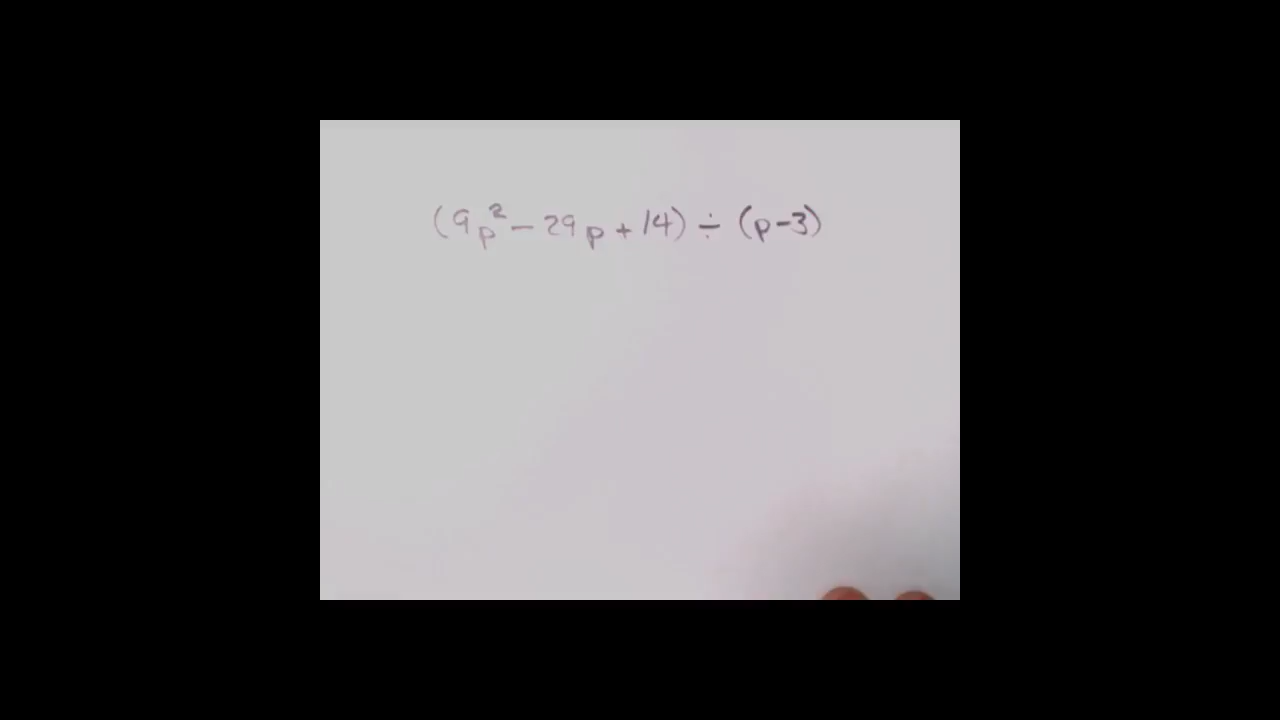 (9p² - 29p + 14) ÷ (p-3)